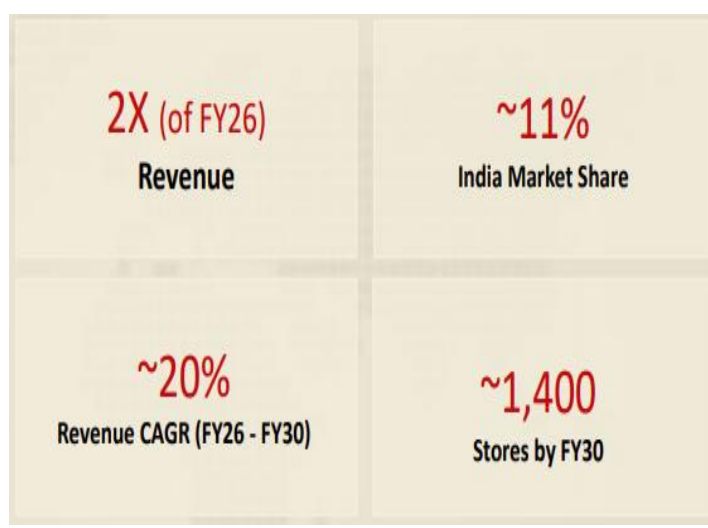 2X (of FY26)
Revenue
~11%
India Market Share
~20%
Revenue CAGR (FY26 - FY30)
~1,400
Stores by FY30